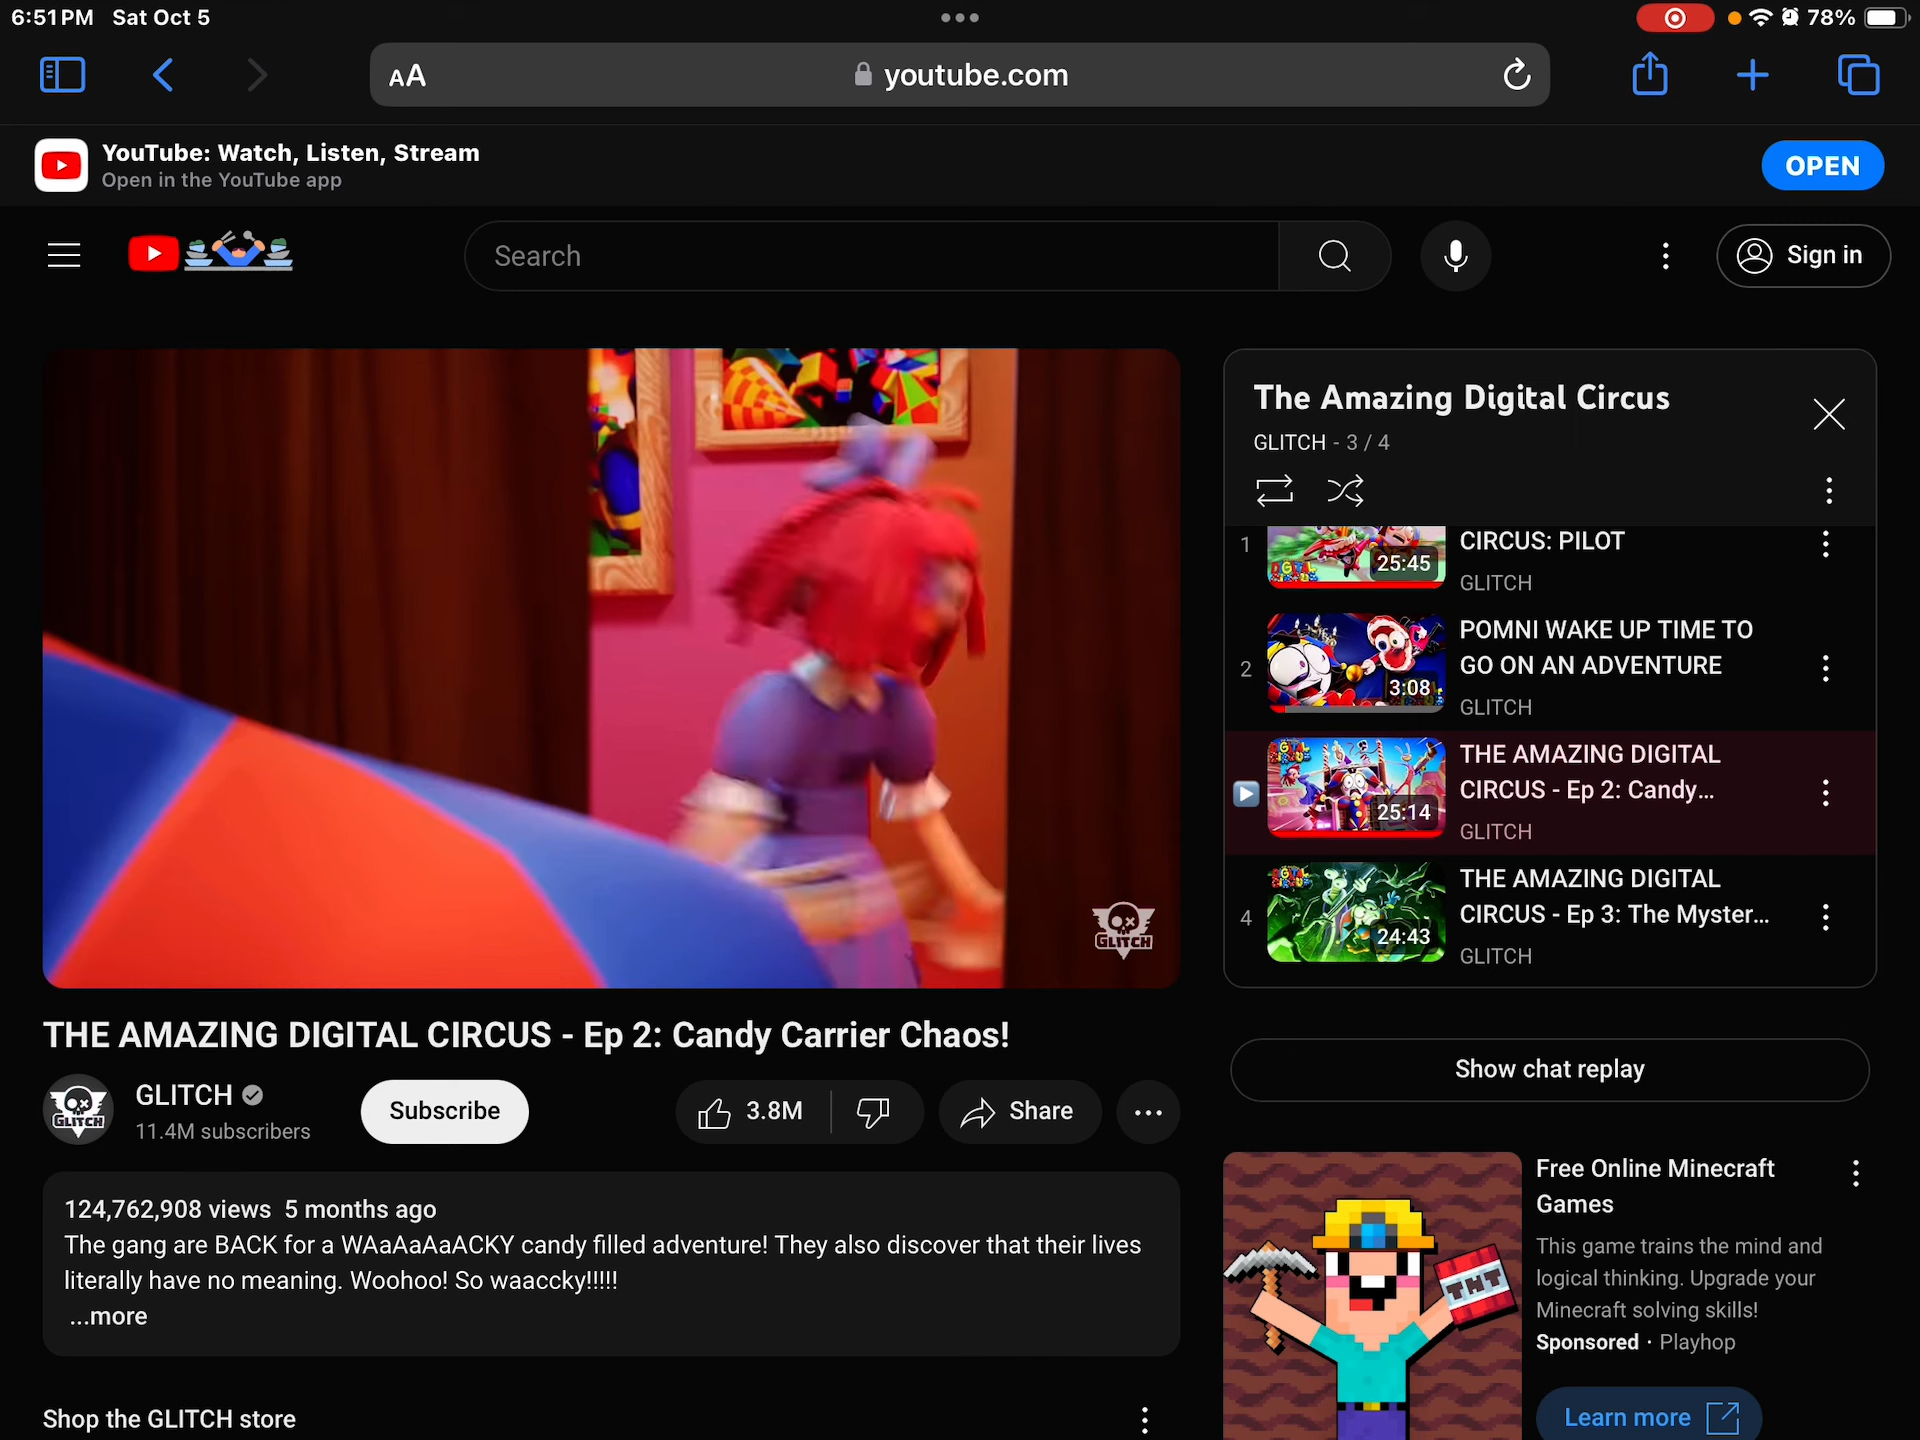 6:51PM Sat Oct 5
78%
AA
youtube.com
YouTube: Watch, Listen, Stream
Open in the YouTube app
OPEN
Search
Sign in
The Amazing Digital Circus
GLITCH - 3 / 4
1
25:45
CIRCUS: PILOT
GLITCH
2
3:08
POMNI WAKE UP TIME TO
GO ON AN ADVENTURE
GLITCH
25:14
THE AMAZING DIGITAL
CIRCUS - Ep 2: Candy...
GLITCH
4
24:43
THE AMAZING DIGITAL
CIRCUS - Ep 3: The Myster...
GLITCH
GLITCH
THE AMAZING DIGITAL CIRCUS - Ep 2: Candy Carrier Chaos!
GLITCH
GLITCH
11.4M subscribers
Subscribe
3.8M
Share
Show chat replay
124,762,908 views 5 months ago
The gang are BACK for a WAaAaAaACKY candy filled adventure! They also discover that their lives
literally have no meaning. Woohoo! So waaccky!!!!!
...more
TNT
Free Online Minecraft
Games
This game trains the mind and
logical thinking. Upgrade your
Minecraft solving skills!
Sponsored · Playhop
Learn more
Shop the GLITCH store